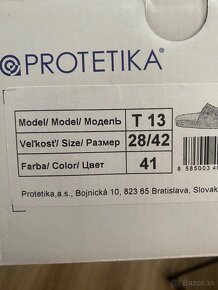 PROTETIKA
Model/ Model/ Модель T 13
Veľkosť/ Size/ Размер 28/42
Farba/ Color/ Цвет 41
8 585003 40
Protetika,a.s., Bojnická 10, 823 65 Bratislava, Slovak
Bazos.sk